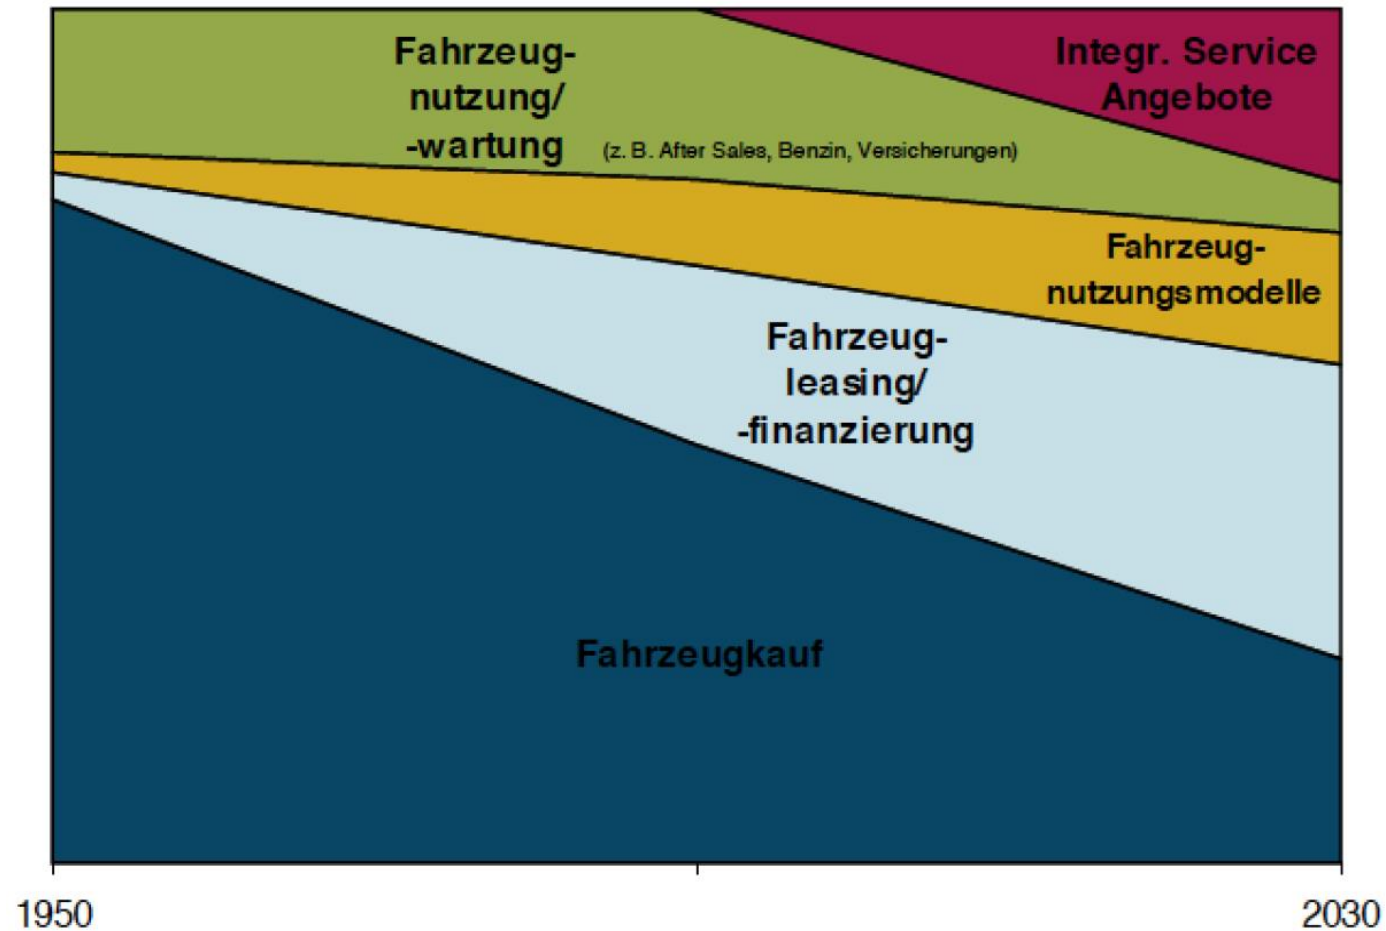 Fahrzeug-
nutzung/
-wartung (z. B. After Sales, Benzin, Versicherungen)
Integr. Service
Angebote
Fahrzeug-
nutzungsmodelle
Fahrzeug-
leasing/
-finanzierung
Fahrzeugkauf
1950 2030